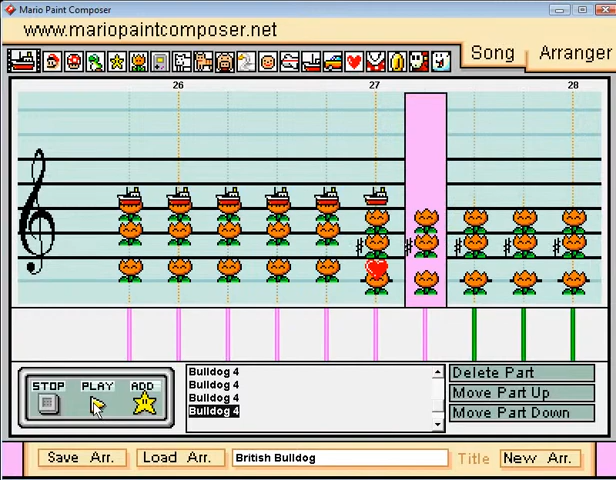 Mario Paint Composer
www.mariopaintcomposer.net
Song
Arranger
26
27
28
STOP
PLAY
ADD
Bulldog 4
Bulldog 4
Bulldog 4
Bulldog 4
Delete Part
Move Part Up
Move Part Down
Save Arr.
Load Arr.
British Bulldog
Title
New Arr.